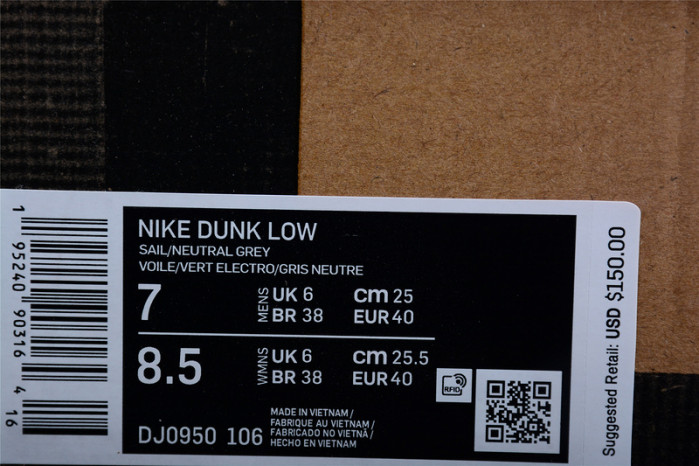 NIKE DUNK LOW
SAIL/NEUTRAL GREY
VOILE/VERT ELECTRO/GRIS NEUTRE
7 MENS UK 6 cm 25
BR 38 EUR 40
8.5 WMNS UK 6 cm 25.5
BR 38 EUR 40
RFID
DJ0950 106
MADE IN VIETNAM /
FABRIQUE AU VIETNAM /
FABRICADO NO VIETNÃ /
HECHO EN VIETNAM
1 95240 90316 4 16
Suggested Retail: USD $150.00